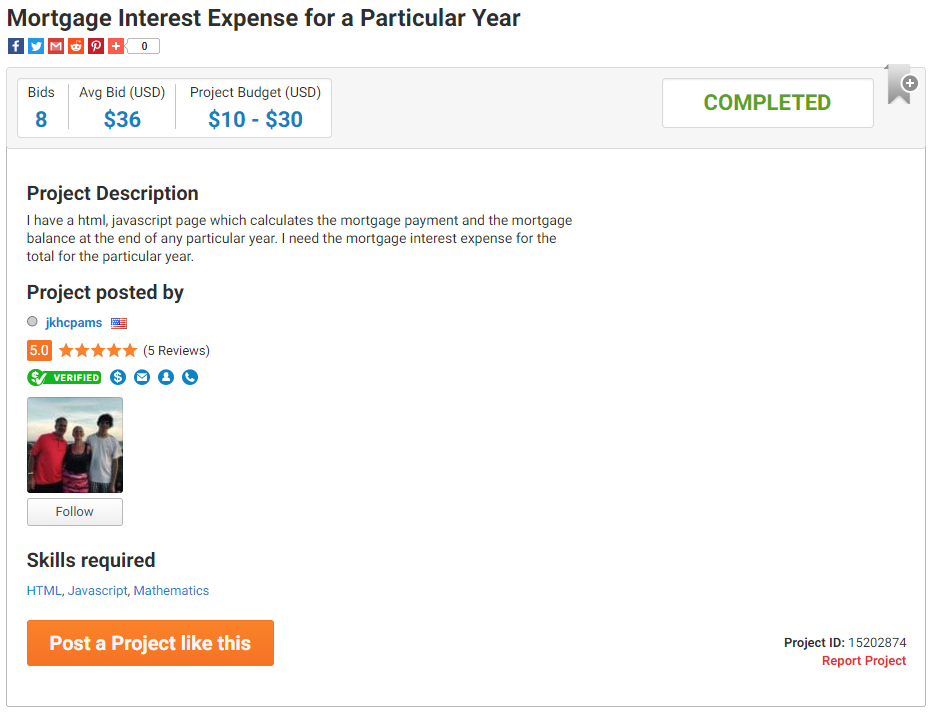 Mortgage Interest Expense for a Particular Year
0
Bids
8
Avg Bid (USD)
$36
Project Budget (USD)
$10 - $30
COMPLETED
Project Description
I have a html, javascript page which calculates the mortgage payment and the mortgage
balance at the end of any particular year. I need the mortgage interest expense for the
total for the particular year.
Project posted by
jkhcpams
5.0 (5 Reviews)
VERIFIED
Follow
Skills required
HTML, Javascript, Mathematics
Post a Project like this
Project ID: 15202874
Report Project